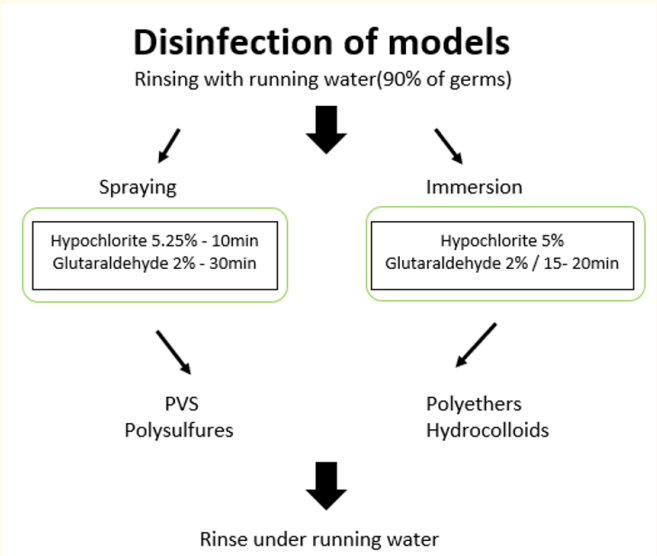 Disinfection of models
Rinsing with running water(90% of germs)
Spraying
Hypochlorite 5.25% - 10min
Glutaraldehyde 2% - 30min
PVS
Polysulfures
Immersion
Hypochlorite 5%
Glutaraldehyde 2% / 15- 20min
Polyethers
Hydrocolloids
Rinse under running water